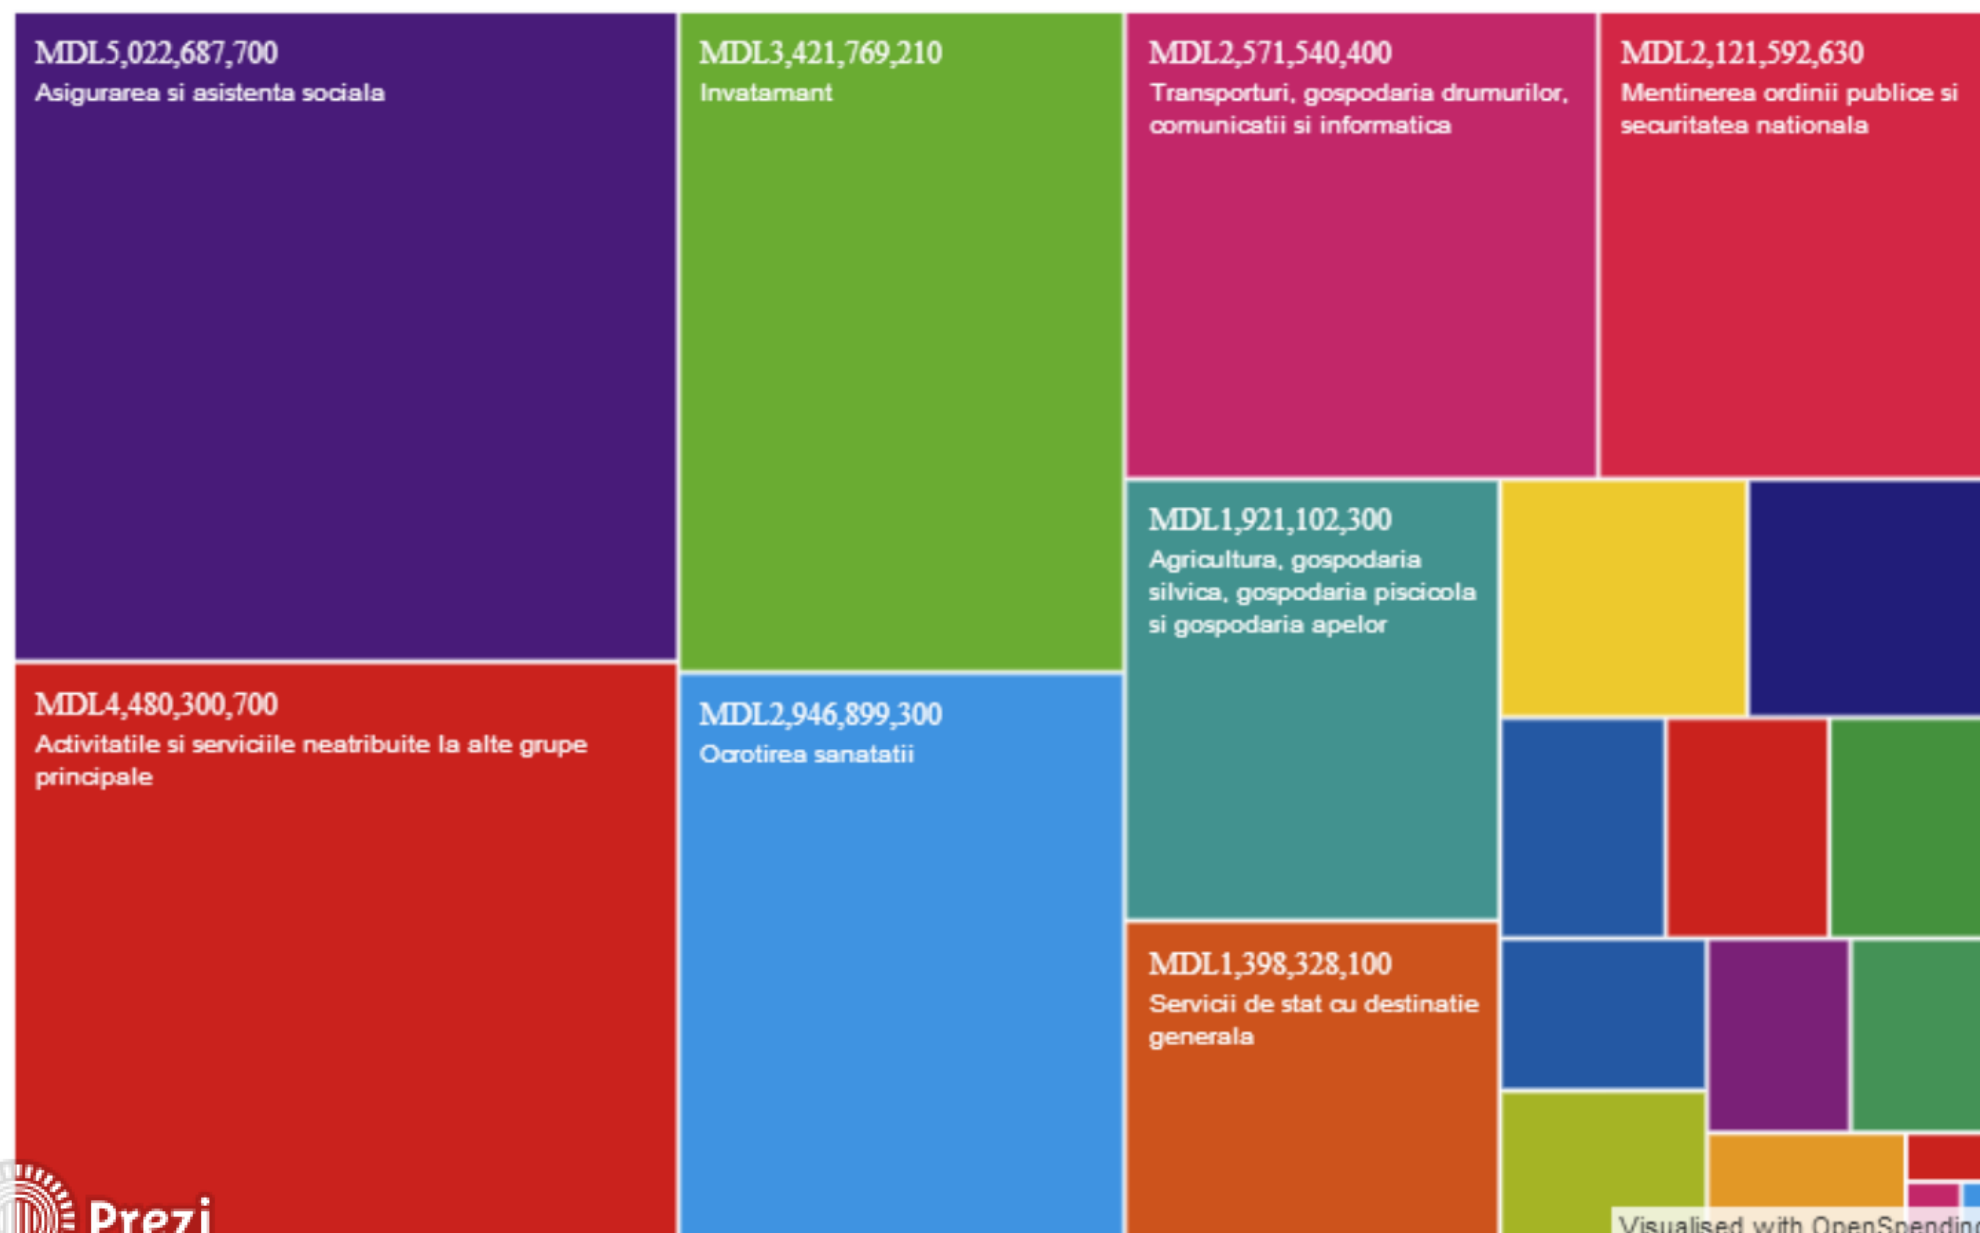 MDL5,022,687,700
Asigurarea si asistenta sociala
MDL3,421,769,210
Invatamant
MDL2,571,540,400
Transporturi, gospodaria drumurilor,
comunicatii si informatica
MDL2,121,592,630
Mentinerea ordinii publice si
securitatea nationala
MDL4,480,300,700
Activitatile si serviciile neatribuite la alte grupe
principale
MDL2,946,899,300
Ocrotirea sanatatii
MDL1,921,102,300
Agricultura, gospodaria
silvica, gospodaria piscicola
si gospodaria apelor
MDL1,398,328,100
Servicii de stat cu destinatie
generala
Prezi
Visualised with OpenSpending